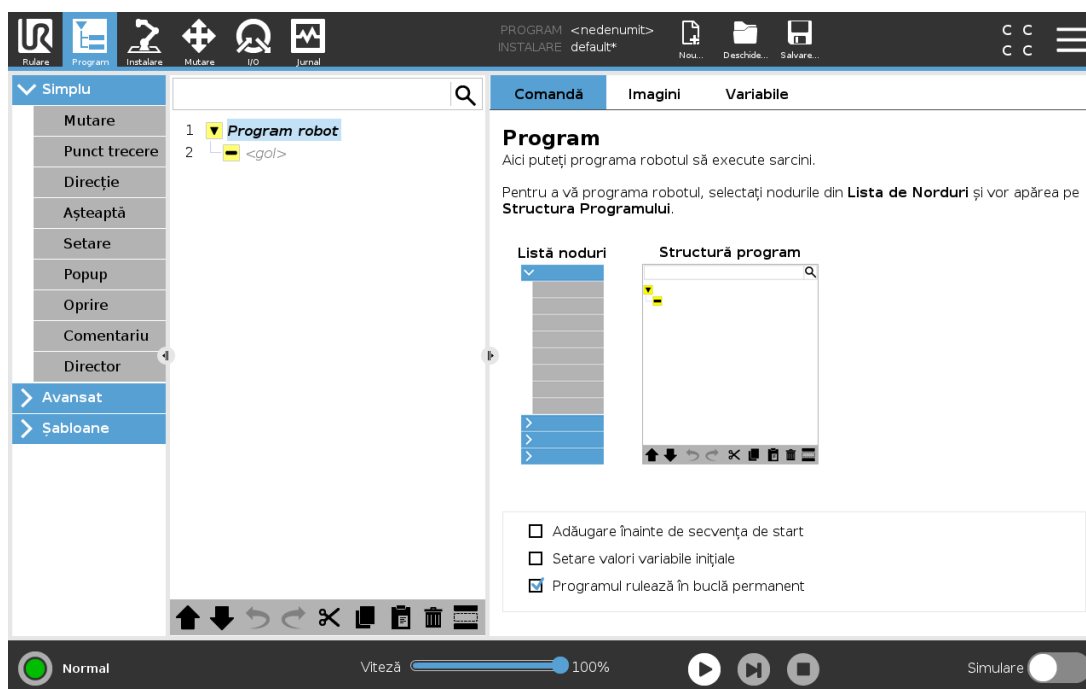 PROGRAM <nedenumit>
INSTALARE default*
Rulare Program Instalare Mutare I/O Jurnal Nou... Deschide... Salvare...
C C
C C
Simplu
Mutare
Punct trecere
Direcție
Așteaptă
Setare
Popup
Oprire
Comentariu
Director
Avansat
Șabloane
1 Program robot
2 <gol>
Comandă Imagini Variabile
Program
Aici puteți programa robotul să execute sarcini.
Pentru a vă programa robotul, selectați nodurile din Lista de Norduri și vor apărea pe
Structura Programului.
Listă noduri Structură program
Adăugare înainte de secvența de start
Setare valori variabile inițiale
Programul rulează în buclă permanent
Normal Viteză 100% Simulare